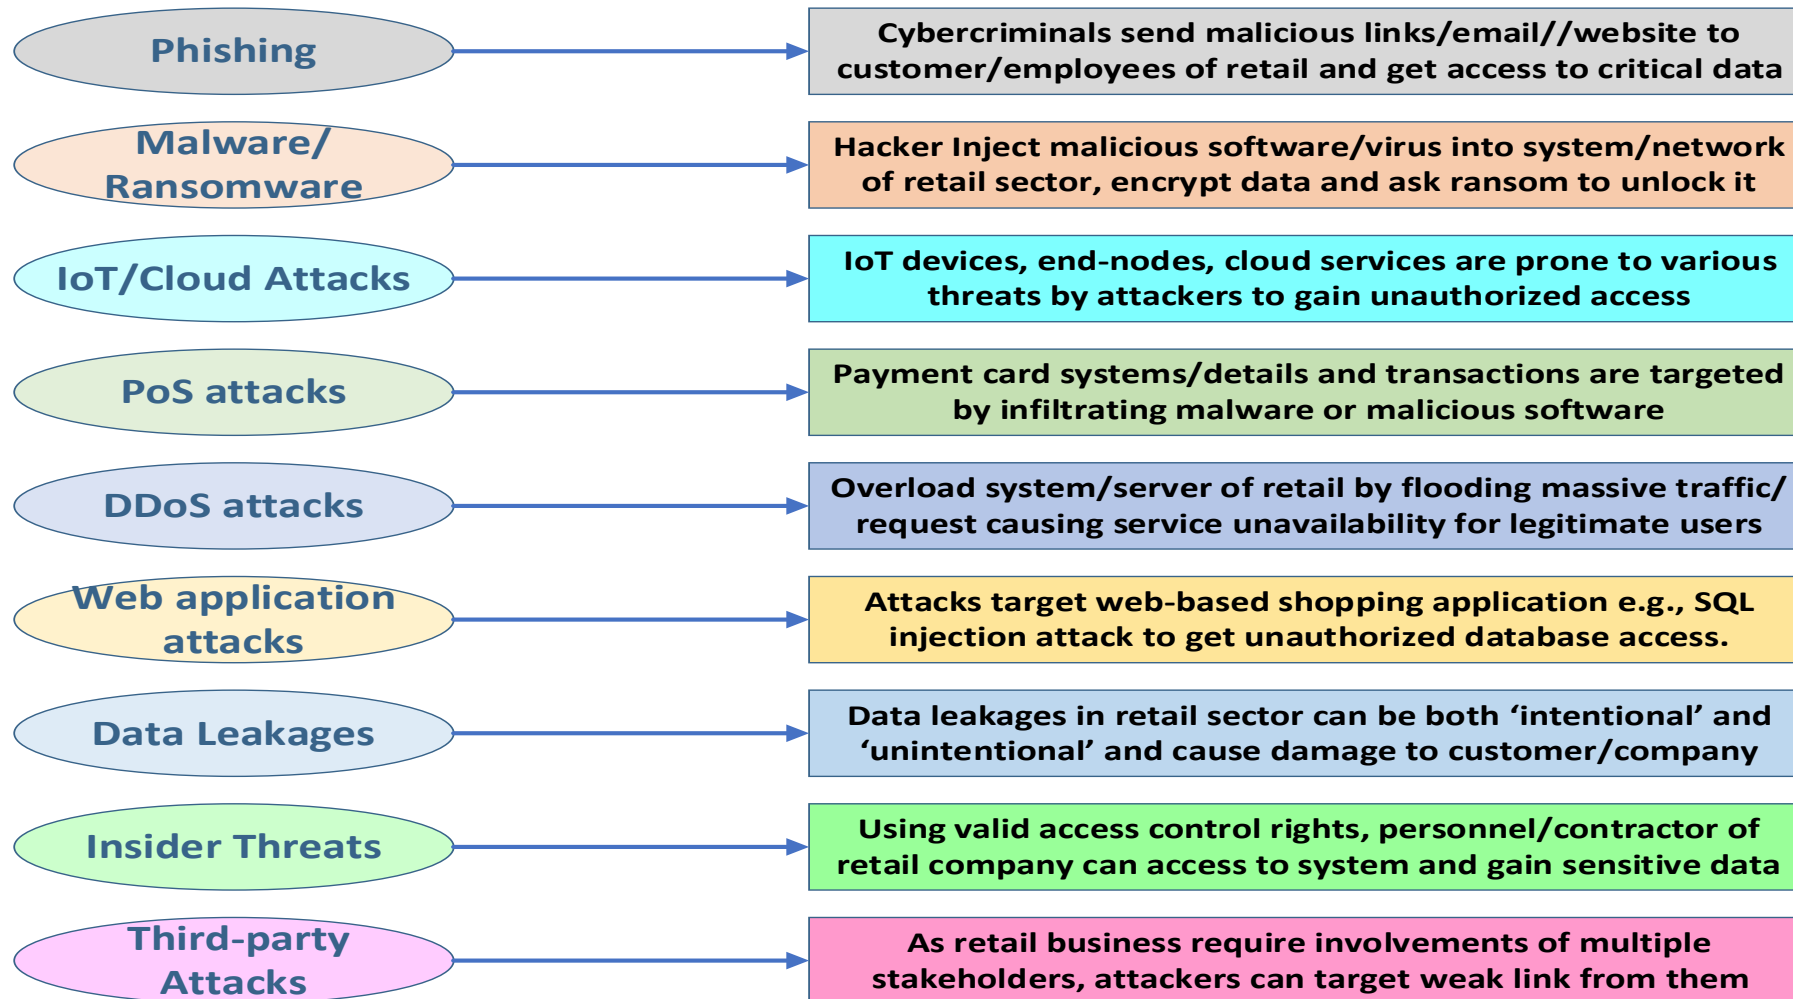 Phishing
Cybercriminals send malicious links/email//website to
customer/employees of retail and get access to critical data
Malware/
Ransomware
Hacker Inject malicious software/virus into system/network
of retail sector, encrypt data and ask ransom to unlock it
IoT/Cloud Attacks
IoT devices, end-nodes, cloud services are prone to various
threats by attackers to gain unauthorized access
PoS attacks
Payment card systems/details and transactions are targeted
by infiltrating malware or malicious software
DDoS attacks
Overload system/server of retail by flooding massive traffic/
request causing service unavailability for legitimate users
Web application
attacks
Attacks target web-based shopping application e.g., SQL
injection attack to get unauthorized database access.
Data Leakages
Data leakages in retail sector can be both ‘intentional’ and
‘unintentional’ and cause damage to customer/company
Insider Threats
Using valid access control rights, personnel/contractor of
retail company can access to system and gain sensitive data
Third-party
Attacks
As retail business require involvements of multiple
stakeholders, attackers can target weak link from them